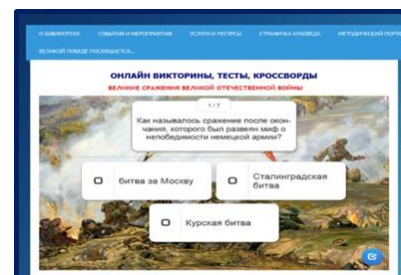 О БИБЛИОТЕКЕ СОБЫТИЯ И МЕРОПРИЯТИЯ УСЛУГИ И РЕСУРСЫ СТРАНИЧКА КРАЕВЕДА МЕТОДИЧЕСКИЙ ПОРТФ
ВЕЛИКОЙ ПОБЕДЕ ПОСВЯЩАЕТСЯ...
ОНЛАЙН ВИКТОРИНЫ, ТЕСТЫ, КРОССВОРДЫ
ВЕЛИКИЕ СРАЖЕНИЯ ВЕЛИКОЙ ОТЕЧЕСТВЕННОЙ ВОЙНЫ
1 / 7
Как называлось сражение после окон-
чания, которого был развеян миф о
непобедимости немецкой армии?
битва за Москву
Сталинградская
битва
Курская битва